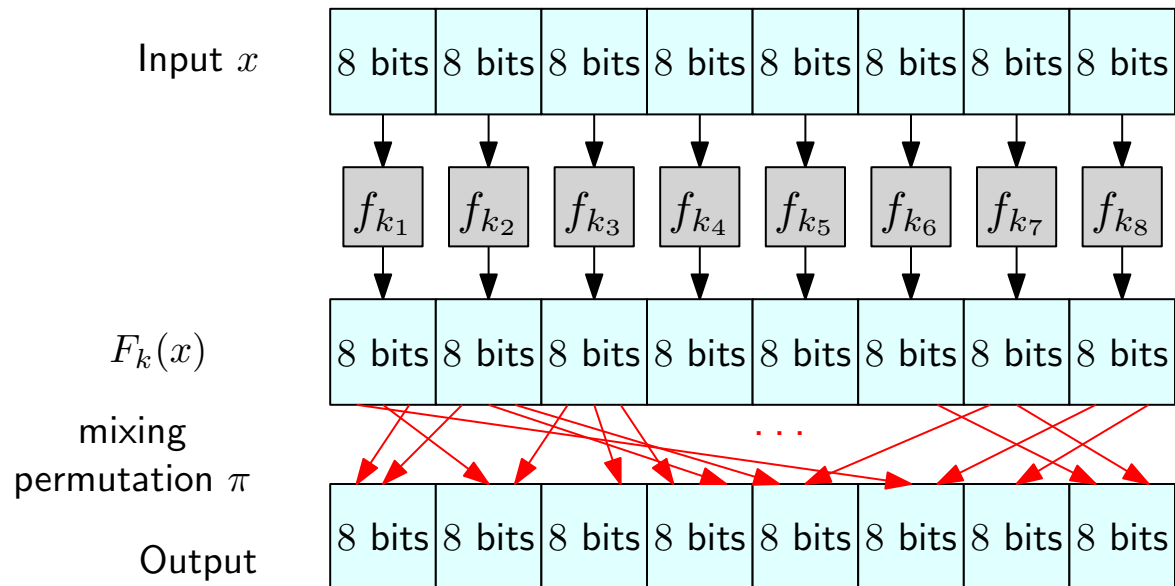 Input x 8 bits 8 bits 8 bits 8 bits 8 bits 8 bits 8 bits 8 bits
f_{k_1} f_{k_2} f_{k_3} f_{k_4} f_{k_5} f_{k_6} f_{k_7} f_{k_8}
F_k(x) 8 bits 8 bits 8 bits 8 bits 8 bits 8 bits 8 bits 8 bits
mixing . . .
permutation π
Output 8 bits 8 bits 8 bits 8 bits 8 bits 8 bits 8 bits 8 bits